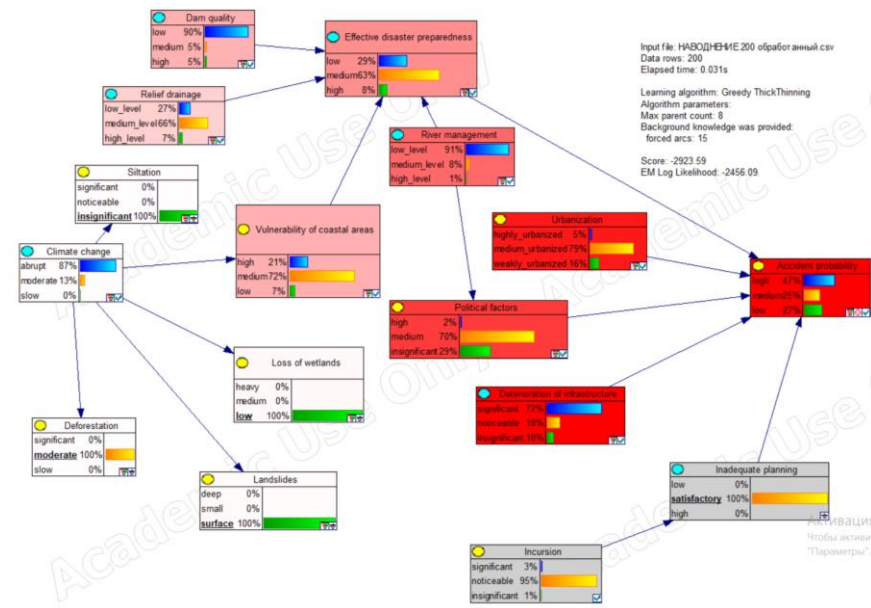 Dam quality
low 90%
medium 5%
high 5%
Effective disaster preparedness
low 29%
medium 63%
high 8%
Input file: НАВОДНЕНИЕ 200 обработанный.csv
Data rows: 200
Elapsed time: 0.031s
Learning algorithm: Greedy Thick Thinning
Algorithm parameters:
Max parent count: 8
Background knowledge was provided:
forced arcs: 15
Score: -2923.59
EM Log Likelihood: -2456.09
Relief drainage
low_level 27%
medium_level 66%
high_level 7%
River management
low_level 91%
medium_level 8%
high_level 1%
Siltation
significant 0%
noticeable 0%
insignificant 100%
Vulnerability of coastal areas
high 21%
medium 72%
low 7%
Urbanization
highly_urbanized 5%
medium_urbanized 79%
weakly_urbanized 16%
Climate change
abrupt 87%
moderate 13%
slow 0%
Accident probability
high 47%
medium 25%
low 27%
Political factors
high 2%
medium 70%
insignificant 29%
Loss of wetlands
heavy 0%
medium 0%
low 100%
Deterioration of infrastructure
significant 72%
noticeable 18%
insignificant 10%
Deforestation
significant 0%
moderate 100%
slow 0%
Landslides
deep 0%
small 0%
surface 100%
Inadequate planning
low 0%
satisfactory 100%
high 0%
Incursion
significant 3%
noticeable 95%
insignificant 1%
Активация
Чтобы активи
"Параметры".
Academic Use Only